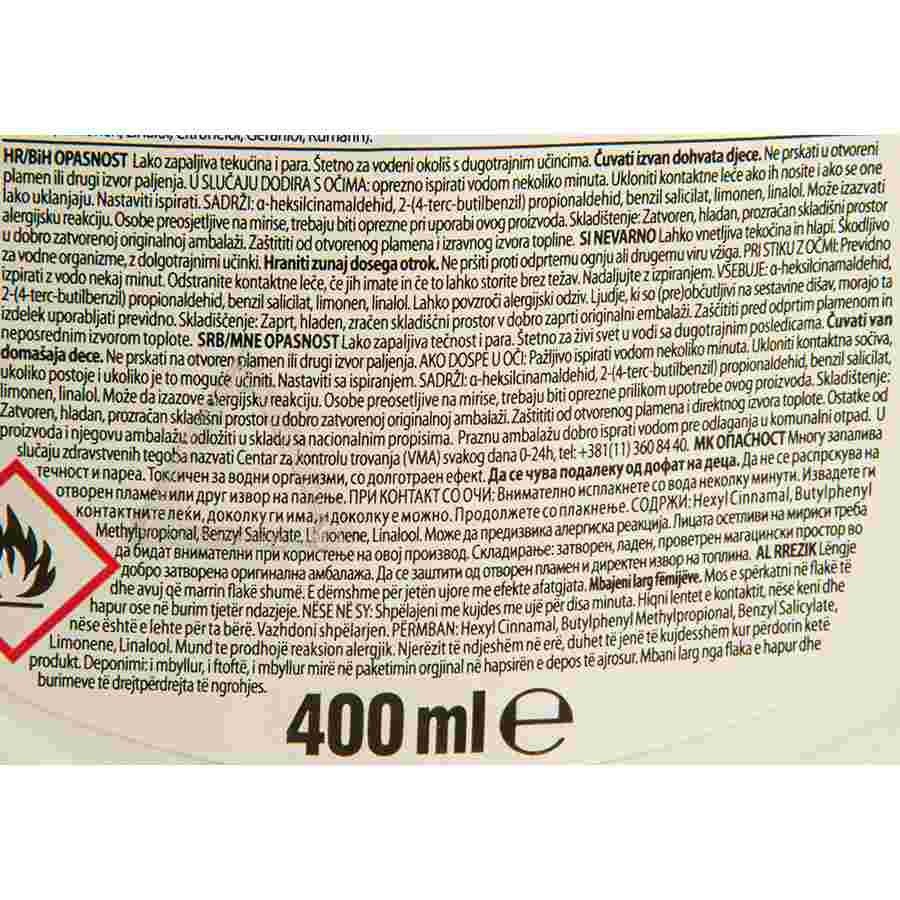 Linalol, Citronelol, Geraniol, Kumarin).
HR/BiH OPASNOST Lako zapaljiva tekućina i para. Štetno za vodeni okoliš s dugotrajnim učincima. Čuvati izvan dohvata djece. Ne prskati u otvoreni
plamen ili drugi izvor paljenja. U SLUČAJU DODIRA S OČIMA: oprezno ispirati vodom nekoliko minuta. Ukloniti kontaktne leće ako ih nosite i ako se one
lako uklanjaju. Nastaviti ispirati. SADRŽI: α-heksilcinamaldehid, 2-(4-terc-butilbenzil) propionaldehid, benzil salicilat, limonen, linalol. Može izazvati
alergijsku reakciju. Osobe preosjetljive na mirise, trebaju biti oprezne pri uporabi ovog proizvoda. Skladištenje: Zatvoren, hladan, prozračan skladišni prostor
u dobro zatvorenoj originalnoj ambalaži. Zaštititi od otvorenog plamena i izravnog izvora topline. SI NEVARNO Lahko vnetljiva tekočina in hlapi. Škodljivo
za vodne organizme, z dolgotrajnimi učinki. Hraniti zunaj dosega otrok. Ne pršiti proti odprtemu ognju ali drugemu viru vžiga. PRI STIKU Z OČMI: Previdno
izpirati z vodo nekaj minut. Odstranite kontaktne leče, če jih imate in če to lahko storite brez težav. Nadaljujte z izpiranjem. VŠEBUJE: α-heksilcinamaldehid,
2-(4-terc-butilbenzil) propionaldehid, benzil salicilat, limonen, linalol. Lahko povzroči alergijski odziv. Ljudje, ki so (pre)občutljivi na sestavine dišav, morajo ta
izdelek uporabljati previdno. Skladiščenje: Zaprt, hladen, zračen skladiščni prostor v dobro zaprti originalni embalaži. Zaščititi pred odprtim plamenom in
neposrednim izvorom toplote. SRB/MNE OPASNOST Lako zapaljiva tečnost i para. Štetno za živi svet u vodi sa dugotrajnim posledicama. Čuvati van
domašaja dece. Ne prskati na otvoren plamen ili drugi izvor paljenja. AKO DOSPE U OČI: Pažljivo ispirati vodom nekoliko minuta. Ukloniti kontaktna sočiva,
ukoliko postoje i ukoliko je to moguće učiniti. Nastaviti sa ispiranjem. SADRŽI: α-heksilcinamaldehid, 2-(4-terc-butilbenzil) propionaldehid, benzil salicilat,
limonen, linalol. Može da izazove alergijsku reakciju. Osobe preosetljive na mirise, trebaju biti oprezne prilikom upotrebe ovog proizvoda. Skladištenje:
Zatvoren, hladan, prozračan skladišni prostor u dobro zatvorenoj originalnoj ambalaži. Zaštititi od otvorenog plamena i direktnog izvora toplote. Ostatke od
proizvoda i njegovu ambalažu odložiti u skladu sa nacionalnim propisima. Praznu ambalažu dobro isprati vodom pre odlaganja u komunalni otpad. U
slučaju zdravstvenih tegoba nazvati Centar za kontrolu trovanja (VMA) svakog dana 0-24h, tel: +381(11) 360 84 40. МК ОПАСНОСТ Многу запалива
течност и пареа. Токсичен за водни организми, со долготраен ефект. Да се чува подалеку од дофат на деца. Да не се распрскува на
отворен пламен или друг извор на палење. ПРИ КОНТАКТ СО ОЧИ: Внимателно исплакнете со вода неколку минути. Извадете ги
контактните леќи, доколку ги има, и доколку е можно. Продолжете со плакнење. СОДРЖИ: Hexyl Cinnamal, Butylphenyl
Methylpropional, Benzyl Salicylate, Limonene, Linalool. Може да предизвика алергиска реакција. Лицата осетливи на мириси треба
да бидат внимателни при користење на овој производ. Складирање: затворен, ладен, проветрен магацински простор во
добро затворена оригинална амбалажа. Да се заштити од отворен пламен и директен извор на топлина. AL RREZIK Lëngje
dhe avuj që marrin flakë shumë. E dëmshme për jetën ujore me efekte afatgjata. Mbajeni larg fëmijëve. Mos e spërkatni në flakë të
hapur ose në burim tjetër ndazjeje. NËSE NË SY: Shpëlajeni me kujdes me ujë për disa minuta. Hiqni lentet e kontaktit, nëse keni dhe
nëse është e lehte për ta bërë. Vazhdoni shpëlarjen. PËRMBAN: Hexyl Cinnamal, Butylphenyl Methylpropional, Benzyl Salicylate,
Limonene, Linalool. Mund te prodhojë reaksion alergjik. Njerëzit të ndjeshëm në erë, duhet të jenë të kujdesshëm kur përdorin ketë
produkt. Deponimi: i mbyllur, i ftoftë, i mbyllur mirë në paketimin orgjinal në hapsirën e depos të ajrosur. Mbani larg nga flaka e hapur dhe
burimeve të drejtpërdrejta të ngrohjes.
400 ml e